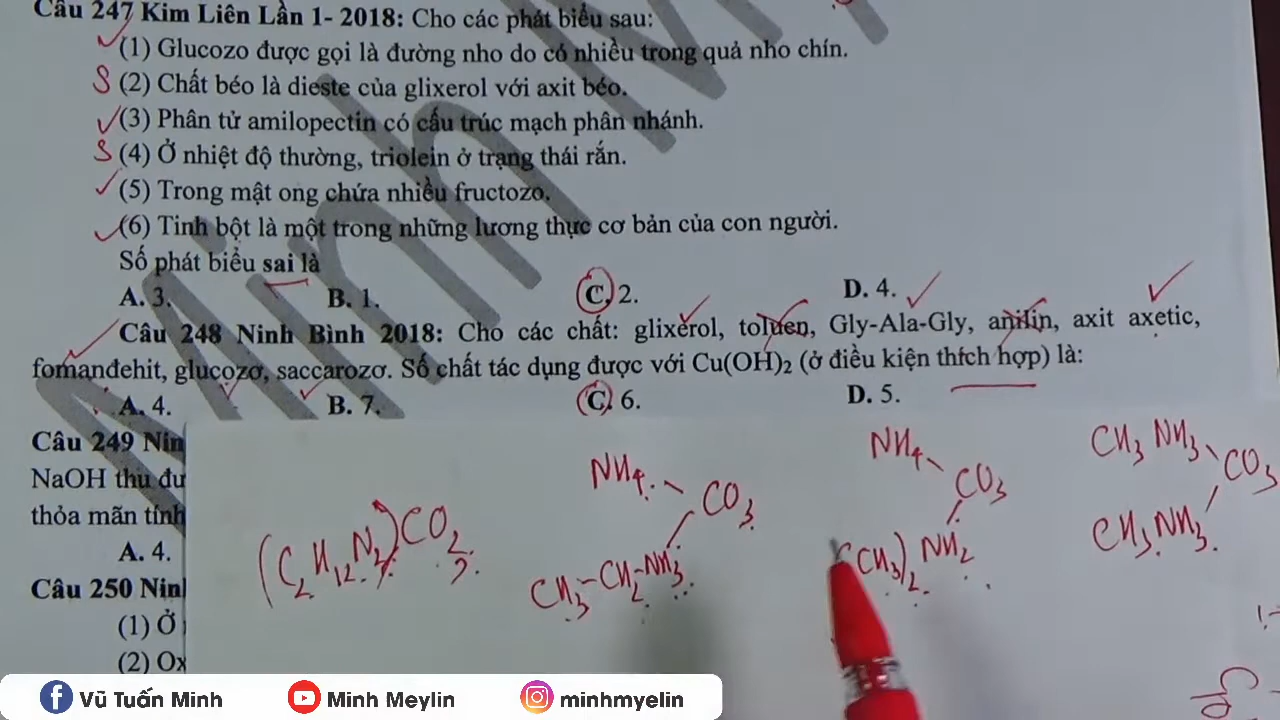 Câu 247 Kim Liên Lần 1- 2018: Cho các phát biểu sau:
(1) Glucozo được gọi là đường nho do có nhiều trong quả nho chín.
S (2) Chất béo là dieste của glixerol với axit béo.
(3) Phân tử amilopectin có cấu trúc mạch phân nhánh.
S (4) Ở nhiệt độ thường, triolein ở trạng thái rắn.
(5) Trong mật ong chứa nhiều fructozo.
(6) Tinh bột là một trong những lương thực cơ bản của con người.
Số phát biểu sai là
A. 3. B. 1. C. 2. D. 4.
Câu 248 Ninh Bình 2018: Cho các chất: glixerol, toluen, Gly-Ala-Gly, anilin, axit axetic,
fomanđehit, glucozơ, saccarozơ. Số chất tác dụng được với Cu(OH)₂ (ở điều kiện thích hợp) là:
A. 4. B. 7. C. 6. D. 5.
Câu 249 Nin
NaOH thu đư
thỏa mãn tính
A. 4.
Câu 250 Nin
(1) Ở
(2) Ox
(C₂H₁₂N₂)CO₃
NH₄ CO₃
CH₃-CH₂-NH₃
NH₄ CO₃
(CH₃)₂NH₂
CH₃NH₃ CO₃
CH₃NH₃
Minh M
Vũ Tuấn Minh Minh Meylin minhmyelin